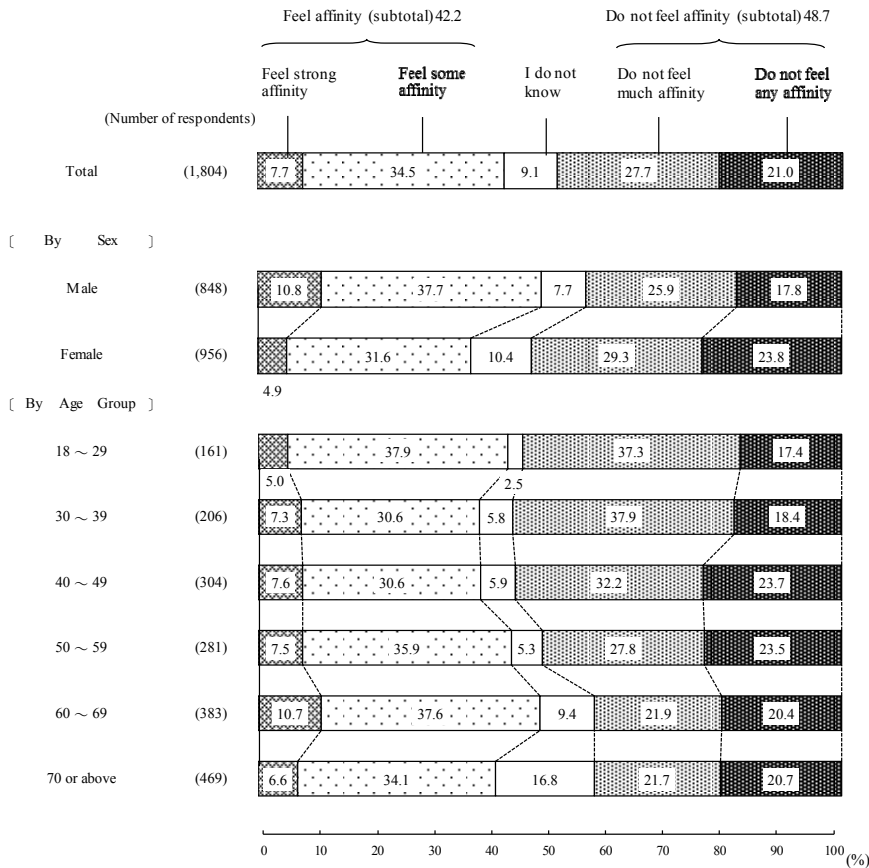 Feel affinity (subtotal) 42.2 Do not feel affinity (subtotal) 48.7
Feel strong affinity
Feel some affinity
I do not know
Do not feel much affinity
Do not feel any affinity
(Number of respondents)
Total (1,804) 7.7 34.5 9.1 27.7 21.0
〔 By Sex 〕
Male (848) 10.8 37.7 7.7 25.9 17.8
Female (956) 31.6 10.4 29.3 23.8
4.9
〔 By Age Group 〕
18 ～ 29 (161) 37.9 37.3 17.4
5.0 2.5
30 ～ 39 (206) 7.3 30.6 5.8 37.9 18.4
40 ～ 49 (304) 7.6 30.6 5.9 32.2 23.7
50 ～ 59 (281) 7.5 35.9 5.3 27.8 23.5
60 ～ 69 (383) 10.7 37.6 9.4 21.9 20.4
70 or above (469) 6.6 34.1 16.8 21.7 20.7
0 10 20 30 40 50 60 70 80 90 100
(%)